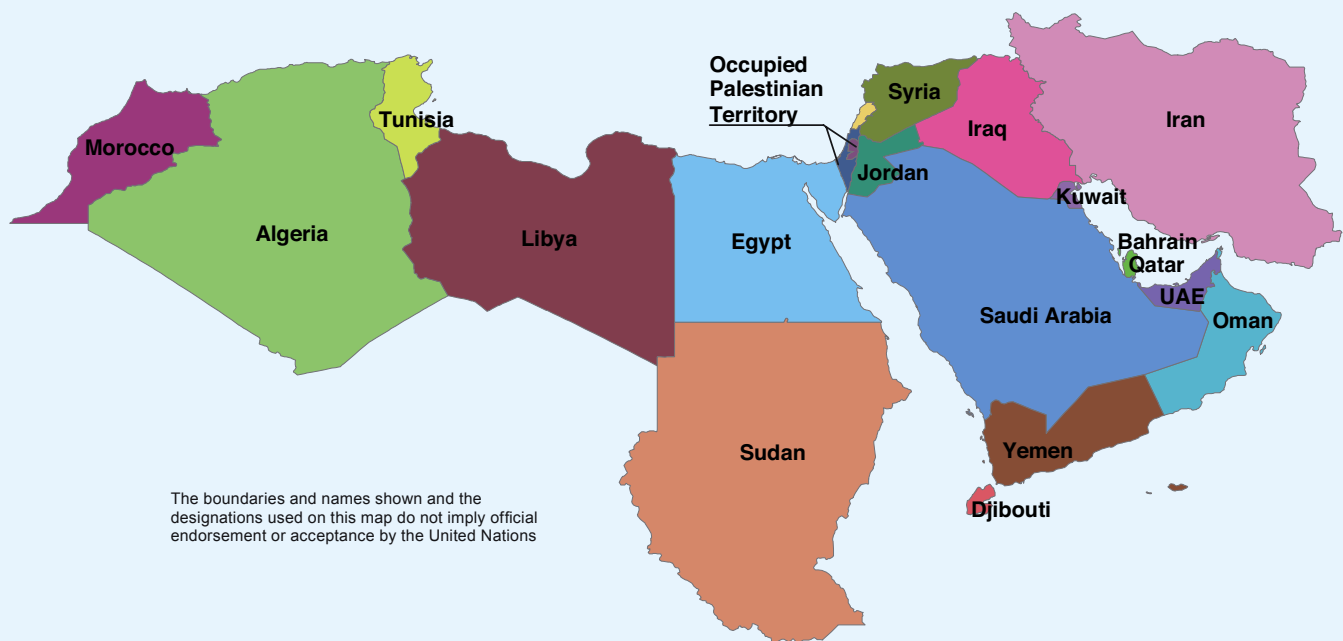 Occupied
Palestinian
Territory
Syria
Iraq
Iran
Tunisia
Morocco
Jordan
Kuwait
Algeria
Libya
Egypt
Bahrain
Qatar
UAE
Saudi Arabia
Oman
Sudan
Yemen
Djibouti
The boundaries and names shown and the
designations used on this map do not imply official
endorsement or acceptance by the United Nations